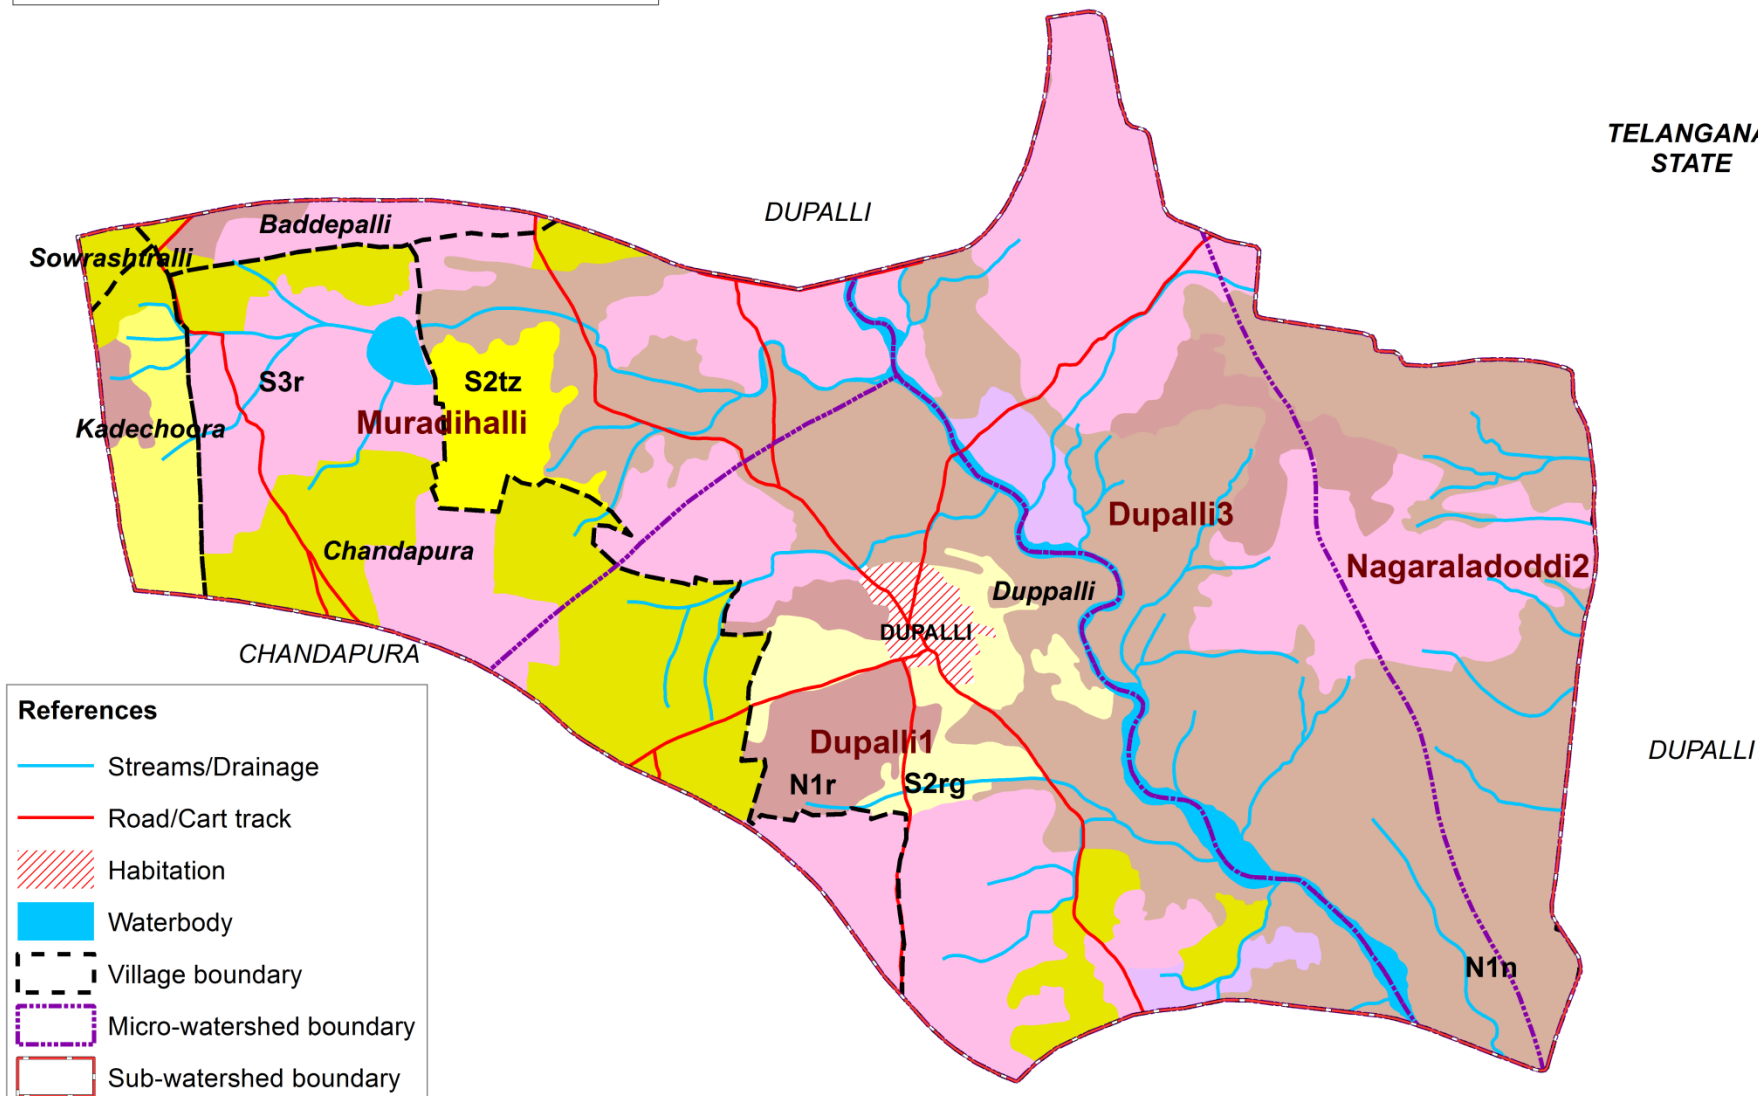 TELANGANA
STATE
DUPALLI
Baddepalli
Sowrashtralli
S3r
S2tz
Muradihalli
Kadechoora
Dupalli3
Chandapura
Nagaraladoddi2
Duppalli
DUPALLI
CHANDAPURA
Dupalli1
DUPALLI
N1r
S2rg
N1n
References
Streams/Drainage
Road/Cart track
Habitation
Waterbody
Village boundary
Micro-watershed boundary
Sub-watershed boundary